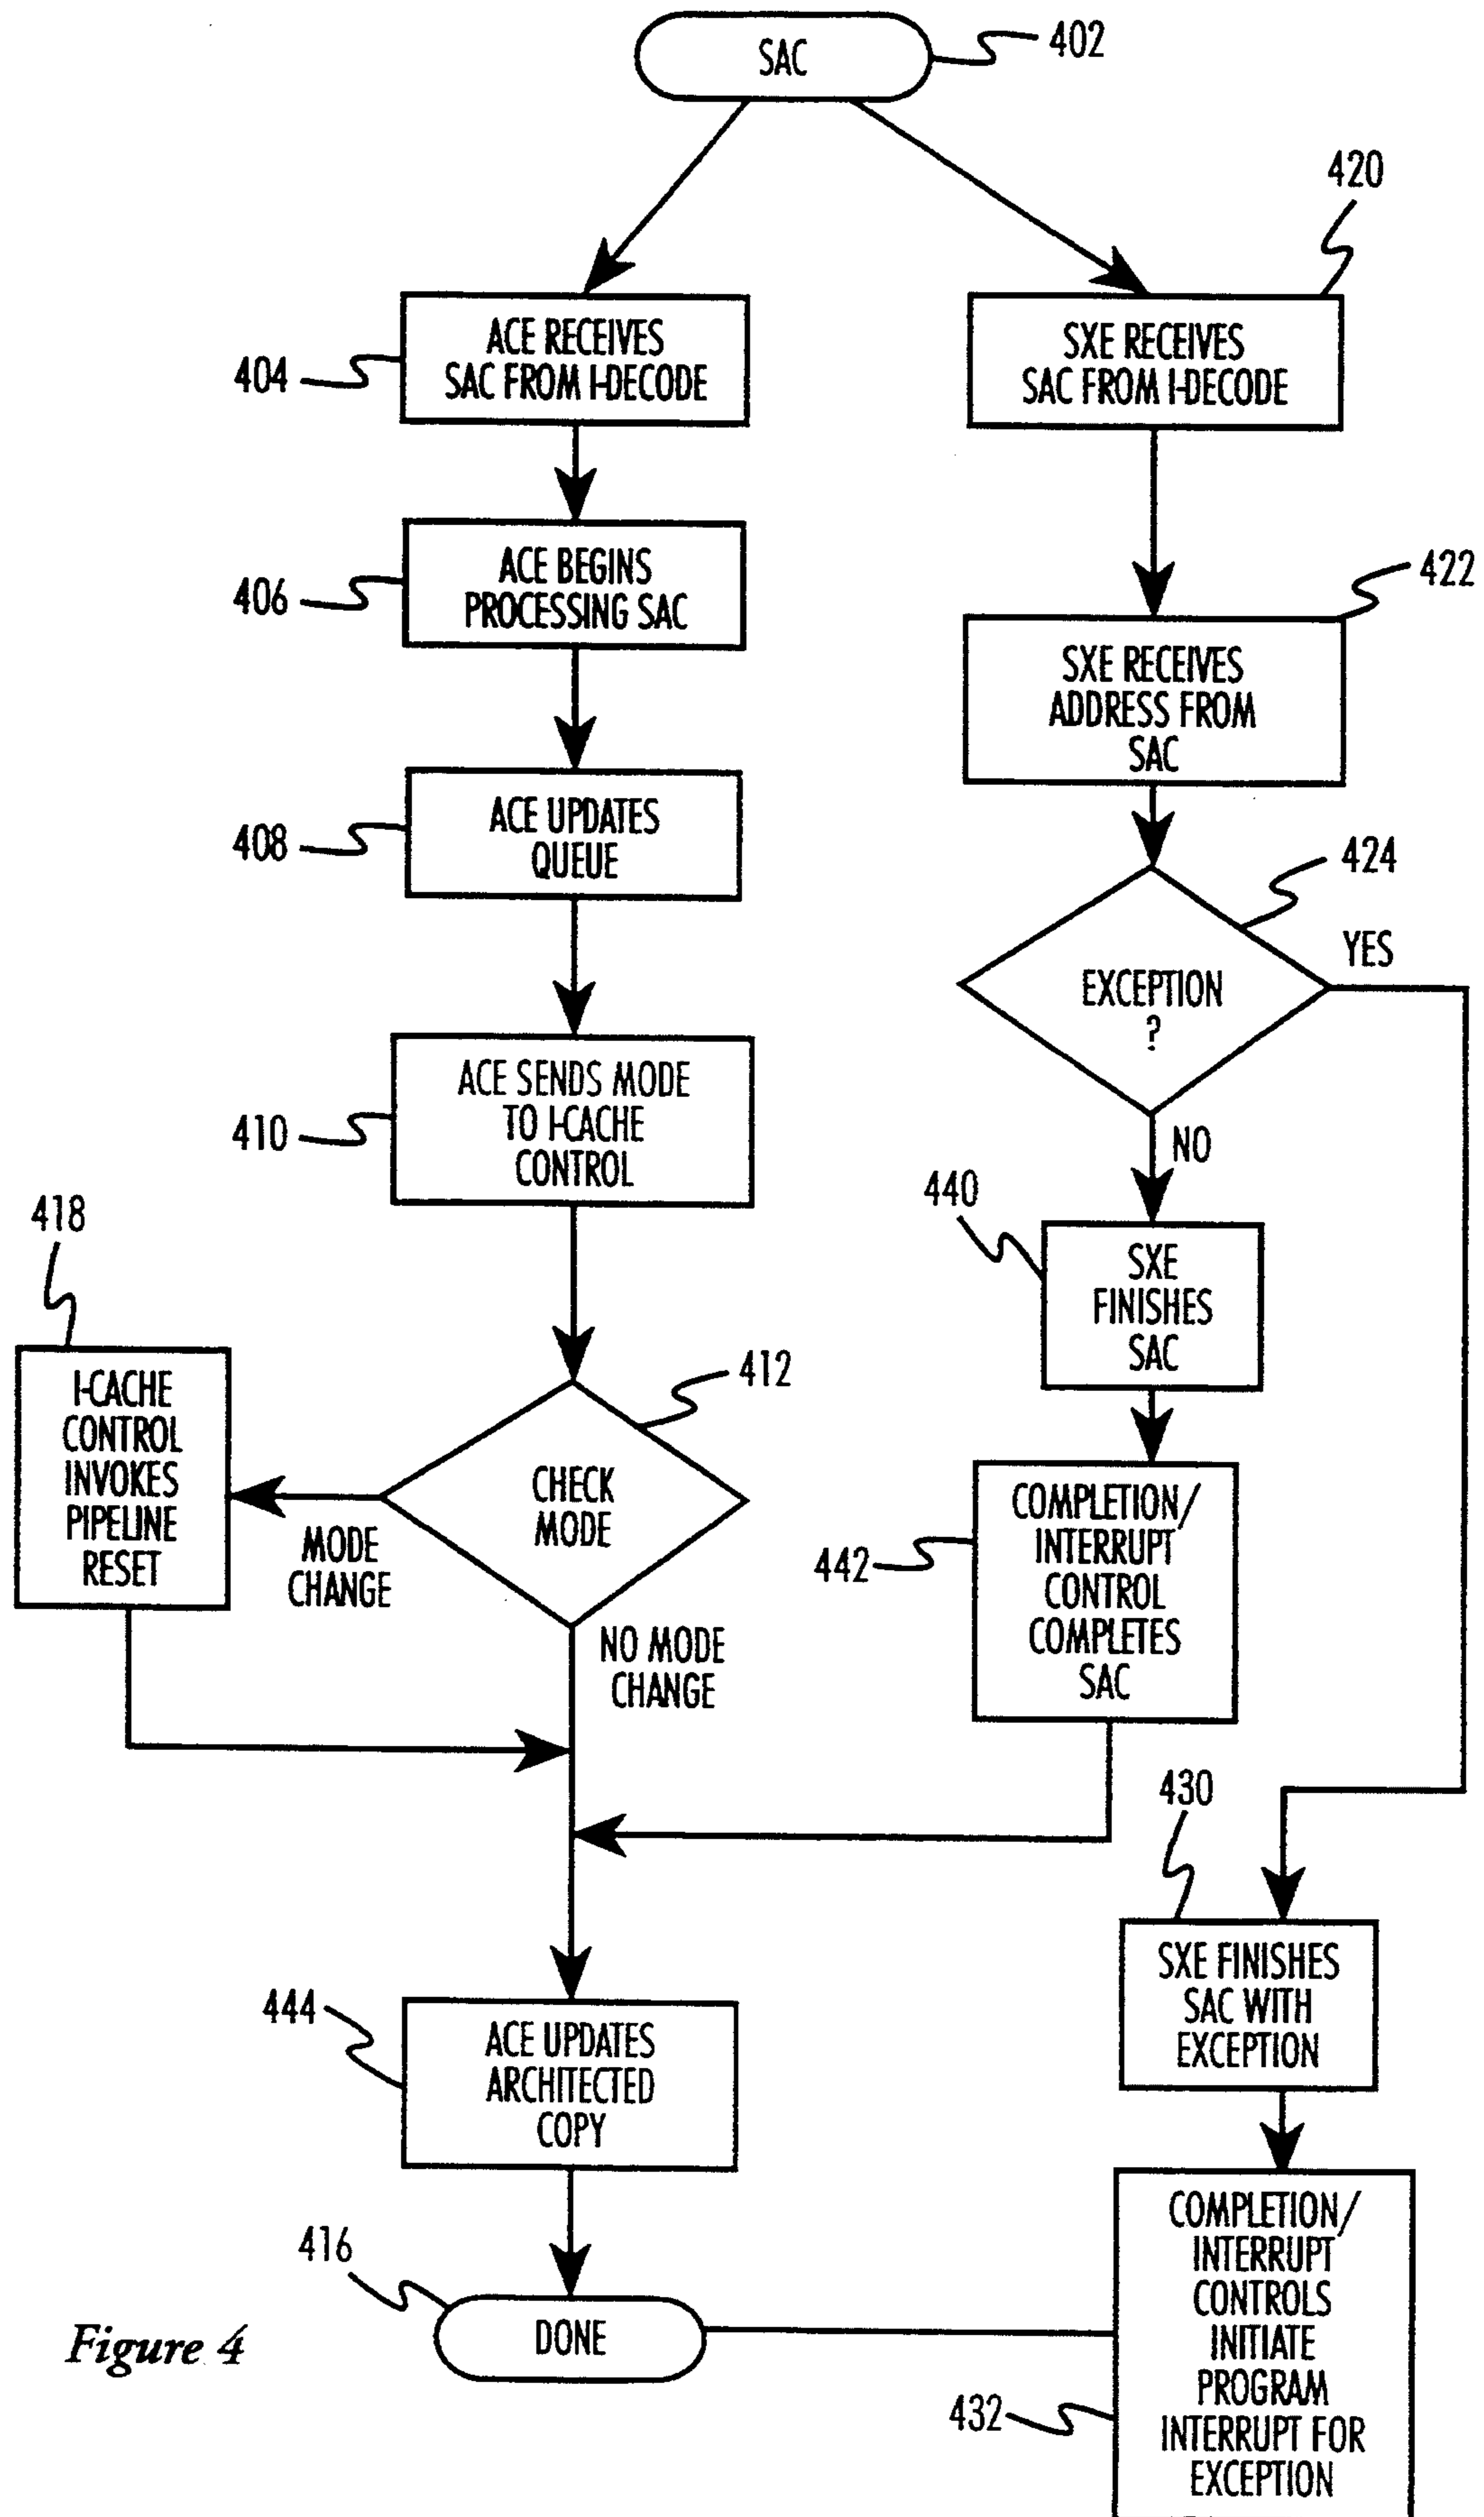 SAC
402
420
ACE RECEIVES
SAC FROM I-DECODE
404
SXE RECEIVES
SAC FROM I-DECODE
406
ACE BEGINS
PROCESSING SAC
422
SXE RECEIVES
ADDRESS FROM
SAC
408
ACE UPDATES
QUEUE
424
YES
EXCEPTION
?
410
ACE SENDS MODE
TO I-CACHE
CONTROL
NO
440
SXE
FINISHES
SAC
418
I-CACHE
CONTROL
INVOKES
PIPELINE
RESET
412
CHECK
MODE
MODE
CHANGE
NO MODE
CHANGE
442
COMPLETION/
INTERRUPT
CONTROL
COMPLETES
SAC
430
SXE FINISHES
SAC WITH
EXCEPTION
444
ACE UPDATES
ARCHITECTED
COPY
416
DONE
432
COMPLETION/
INTERRUPT
CONTROLS
INITIATE
PROGRAM
INTERRUPT FOR
EXCEPTION
Figure 4